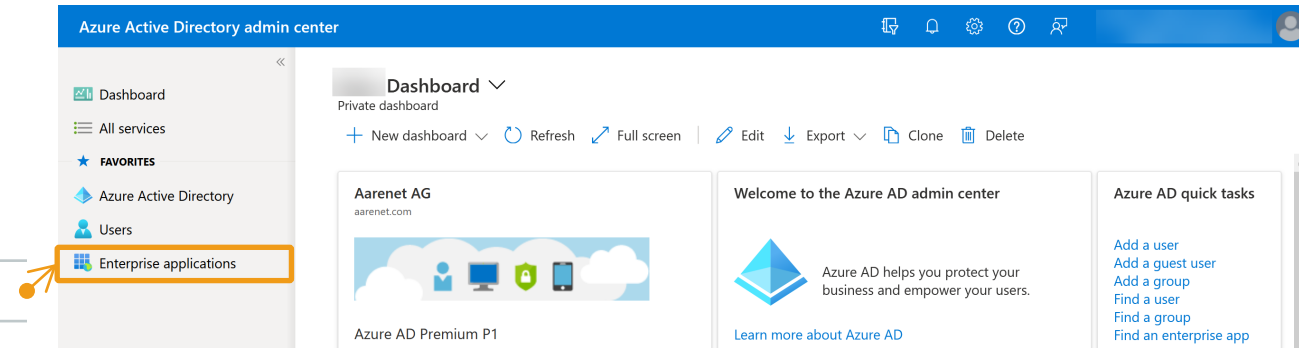 Azure Active Directory admin center
Dashboard
All services
FAVORITES
Azure Active Directory
Users
Enterprise applications
Dashboard
Private dashboard
New dashboard Refresh Full screen Edit Export Clone Delete
Aarenet AG
aarenet.com
Azure AD Premium P1
Welcome to the Azure AD admin center
Azure AD helps you protect your
business and empower your users.
Learn more about Azure AD
Azure AD quick tasks
Add a user
Add a guest user
Add a group
Find a user
Find a group
Find an enterprise app